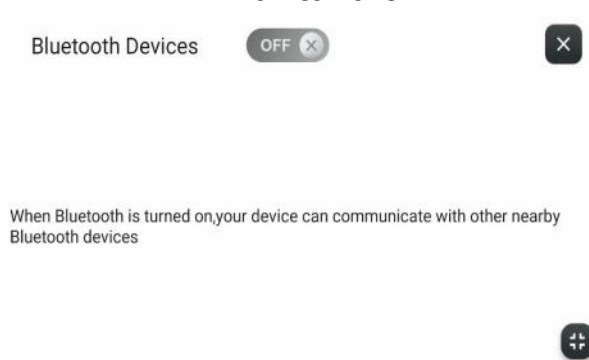 Bluetooth Devices OFF
When Bluetooth is turned on,your device can communicate with other nearby
Bluetooth devices